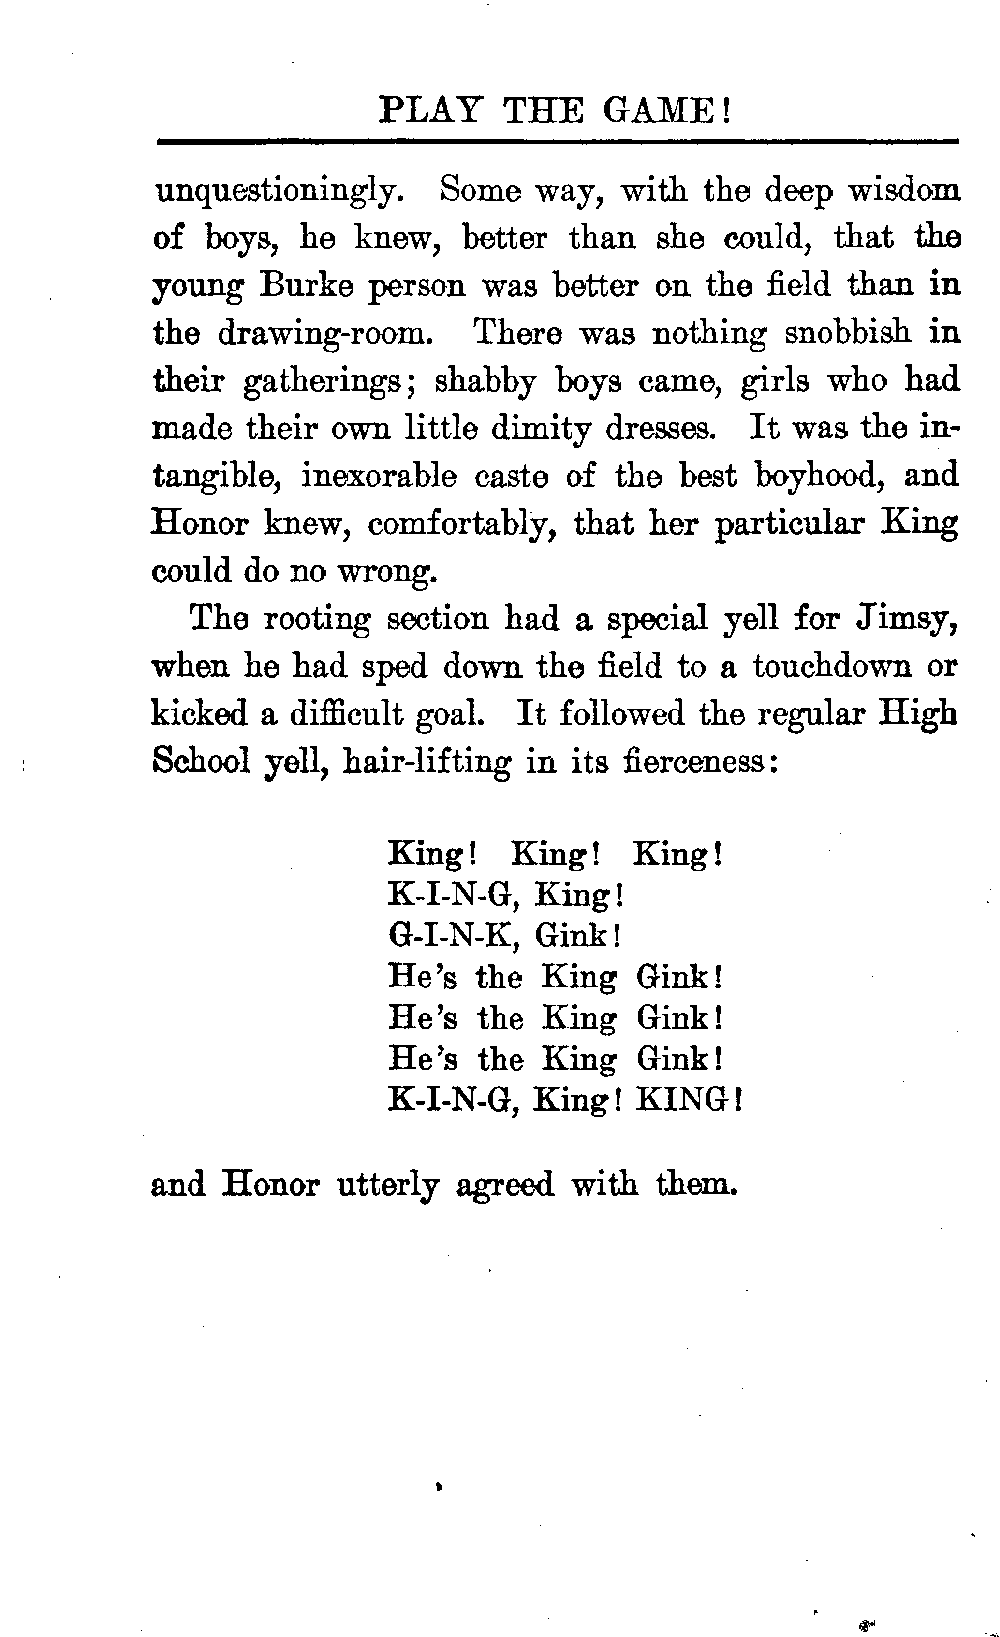 PLAY THE GAME!
unquestioningly. Some way, with the deep wisdom
of boys, he knew, better than she could, that the
young Burke person was better on the field than in
the drawing-room. There was nothing snobbish in
their gatherings; shabby boys came, girls who had
made their own little dimity dresses. It was the in-
tangible, inexorable caste of the best boyhood, and
Honor knew, comfortably, that her particular King
could do no wrong.
The rooting section had a special yell for Jimsy,
when he had sped down the field to a touchdown or
kicked a difficult goal. It followed the regular High
School yell, hair-lifting in its fierceness:
King! King! King!
K-I-N-G, King!
G-I-N-K, Gink!
He's the King Gink!
He's the King Gink!
He's the King Gink!
K-I-N-G, King! KING!
and Honor utterly agreed with them.